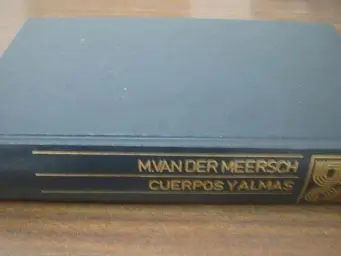 M. VAN DER MEERSCH
CUERPOS Y ALMAS